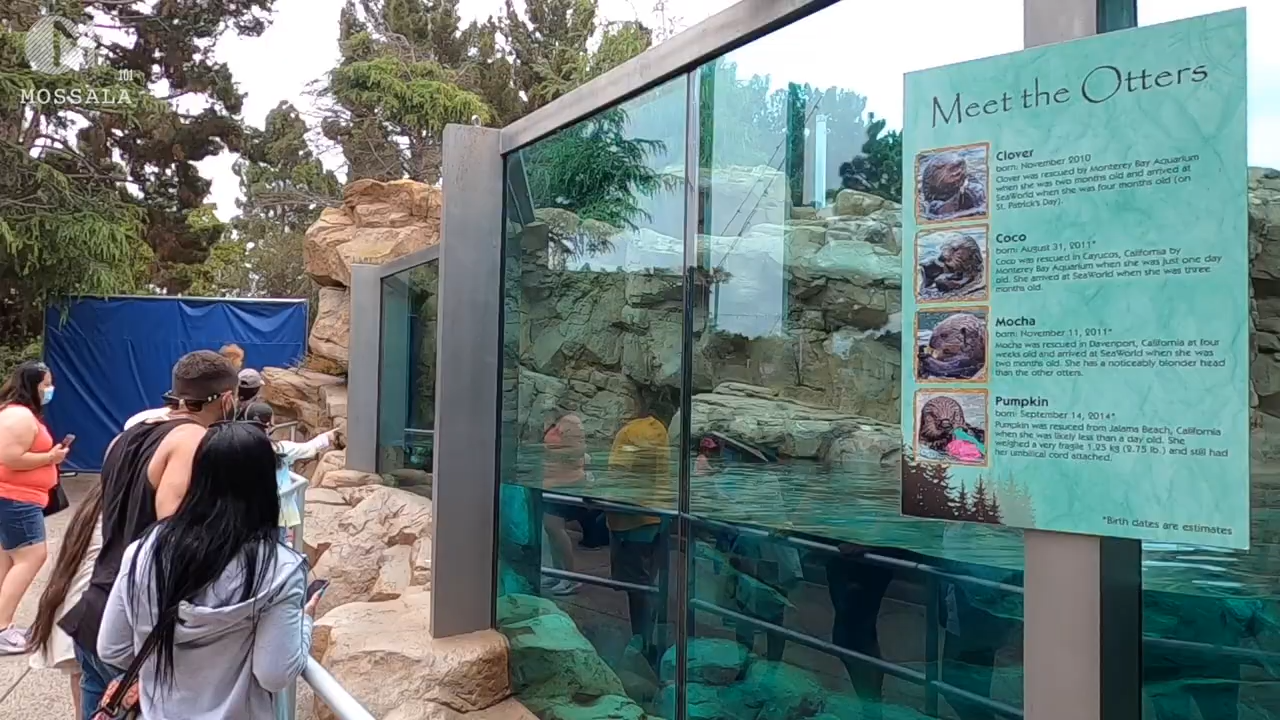 101
MOSSALA
Meet the Otters
Clover
born: November 2010
Clover was rescued by Monterey Bay Aquarium
when she was two months old and arrived at
SeaWorld when she was four months old (on
St. Patrick's Day).
Coco
born: August 31, 2011*
Coco was rescued in Cayucos, California by
Monterey Bay Aquarium when she was just one day
old. She arrived at SeaWorld when she was three
months old.
Mocha
born: November 11, 2011*
Mocha was rescued in Davenport, California at four
weeks old and arrived at SeaWorld when she was
two months old. She has a noticeably blonder head
than the other otters.
Pumpkin
born: September 14, 2014*
Pumpkin was resuced from Jalama Beach, California
when she was likely less than a day old. She
weighed a very fragile 1.25 kg (2.75 lb.) and still had
her umbilical cord attached.
*Birth dates are estimates